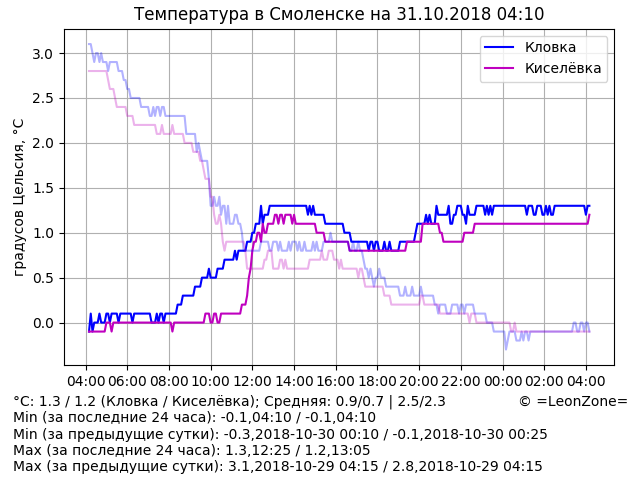 Температура в Смоленске на 31.10.2018 04:10
Кловка
Киселёвка
градусов Цельсия, °C
3.0
2.5
2.0
1.5
1.0
0.5
0.0
04:00 06:00 08:00 10:00 12:00 14:00 16:00 18:00 20:00 22:00 00:00 02:00 04:00
°C: 1.3 / 1.2 (Кловка / Киселёвка); Средняя: 0.9/0.7 | 2.5/2.3 © =LeonZone=
Min (за последние 24 часа): -0.1,04:10 / -0.1,04:10
Min (за предыдущие сутки): -0.3,2018-10-30 00:10 / -0.1,2018-10-30 00:25
Max (за последние 24 часа): 1.3,12:25 / 1.2,13:05
Max (за предыдущие сутки): 3.1,2018-10-29 04:15 / 2.8,2018-10-29 04:15